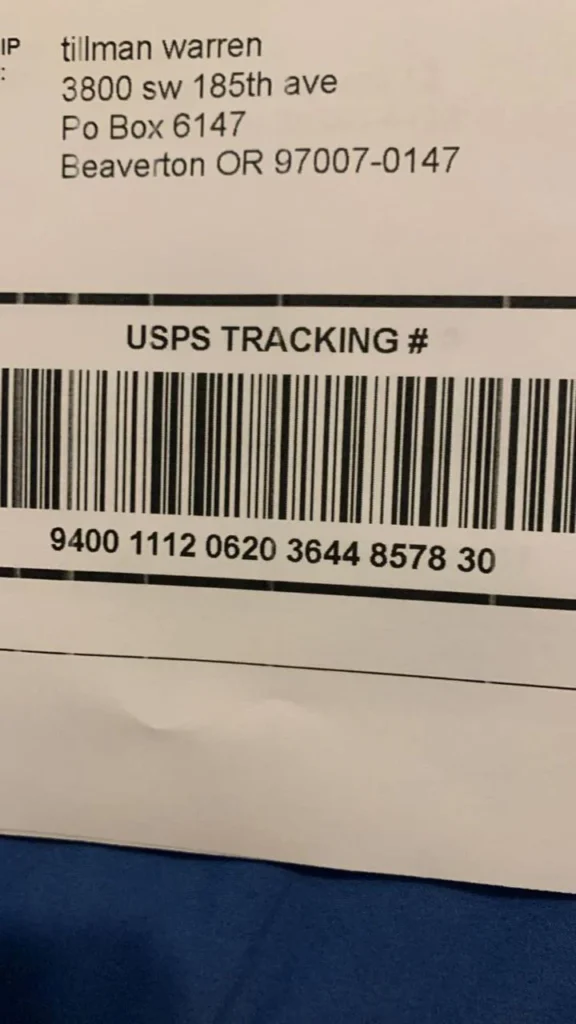 IP
:
tillman warren
3800 sw 185th ave
Po Box 6147
Beaverton OR 97007-0147
USPS TRACKING #
9400 1112 0620 3644 8578 30